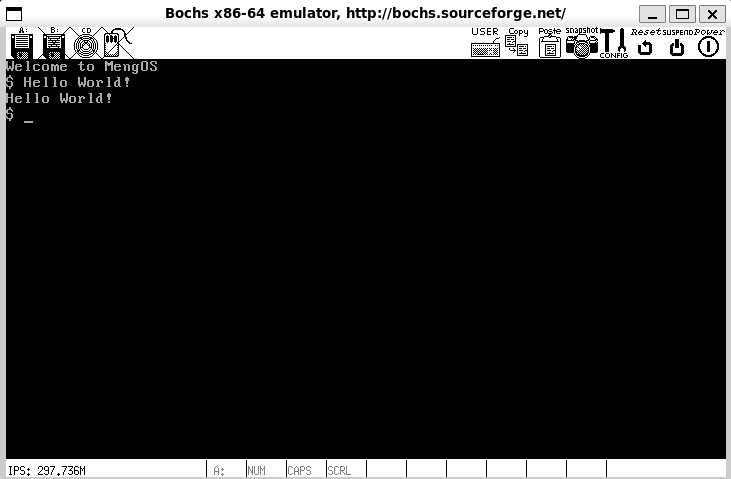 Bochs x86-64 emulator, http://bochs.sourceforge.net/
A: B: CD USER Copy Paste snapshot CONFIG Reset SUSPEND Power
Welcome to MengOS
$ Hello World!
Hello World!
$ _
IPS: 297.736M A: NUM CAPS SCRL